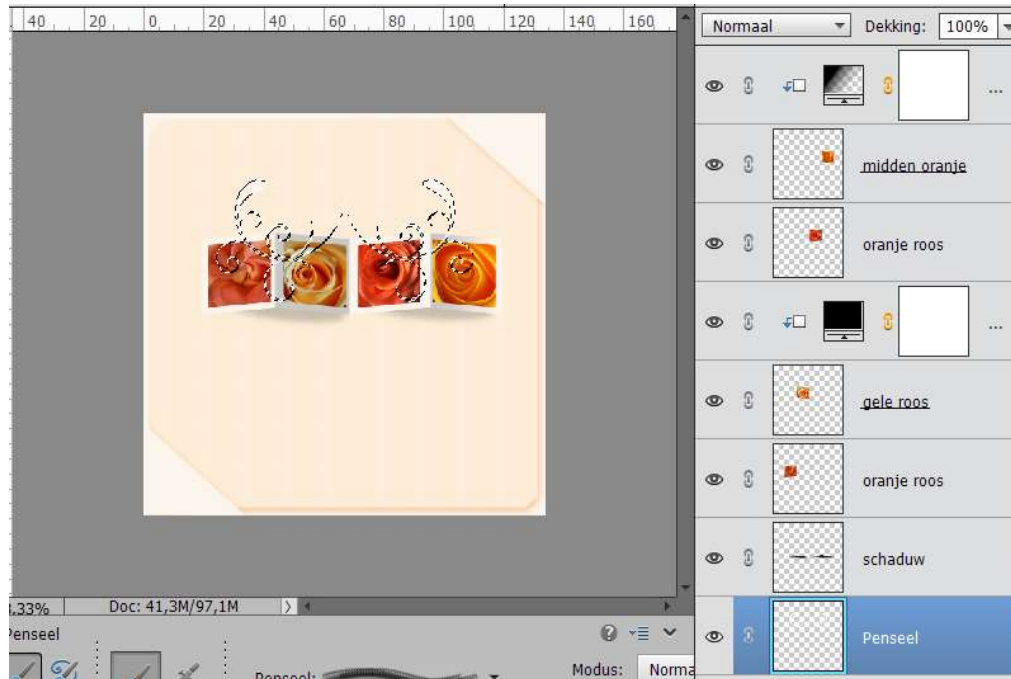 40 20 0 20 40 60 80 100 120 140 160
Normaal Dekking: 100%
...
midden oranje
oranje roos
...
gele roos
oranje roos
schaduw
Penseel
Doc: 41,3M/97,1M
Penseel
Penseel:
Modus: